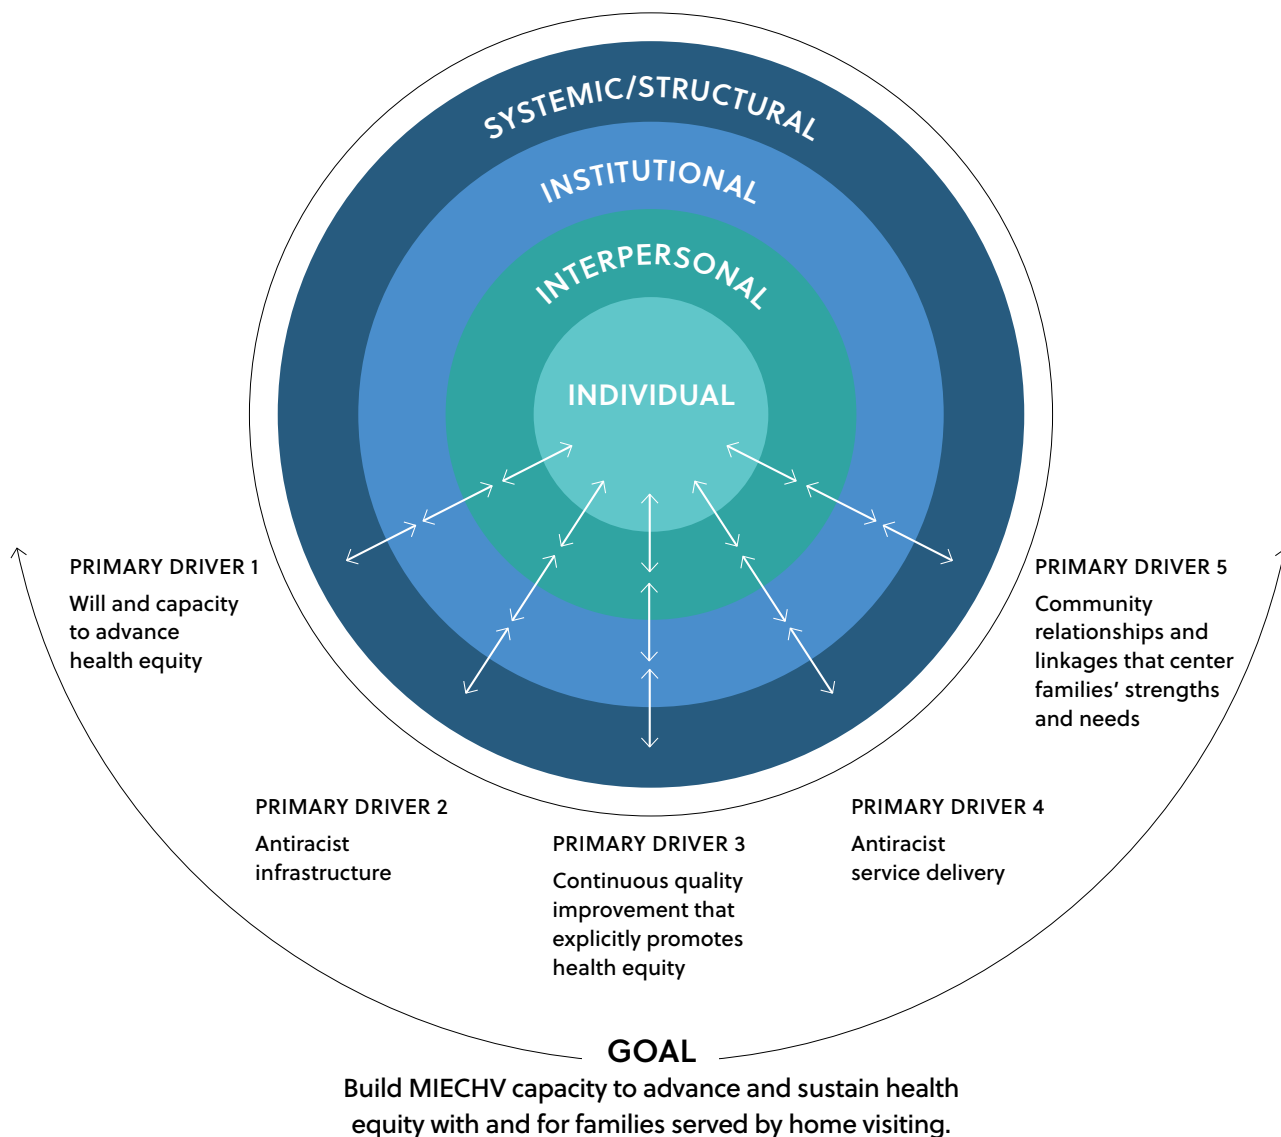 SYSTEMIC/STRUCTURAL
INSTITUTIONAL
INTERPERSONAL
INDIVIDUAL
PRIMARY DRIVER 1
Will and capacity
to advance
health equity
PRIMARY DRIVER 2
Antiracist
infrastructure
PRIMARY DRIVER 3
Continuous quality
improvement that
explicitly promotes
health equity
PRIMARY DRIVER 4
Antiracist
service delivery
PRIMARY DRIVER 5
Community
relationships and
linkages that center
families’ strengths
and needs
GOAL
Build MIECHV capacity to advance and sustain health
equity with and for families served by home visiting.